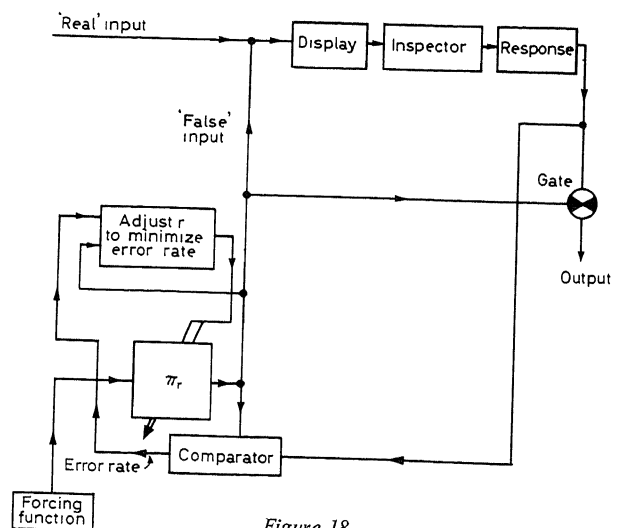 'Real' input
Display
Inspector
Response
'False'
input
Gate
Adjust r
to minimize
error rate
Output
πr
Error rate
Comparator
Forcing
function
Figure 18